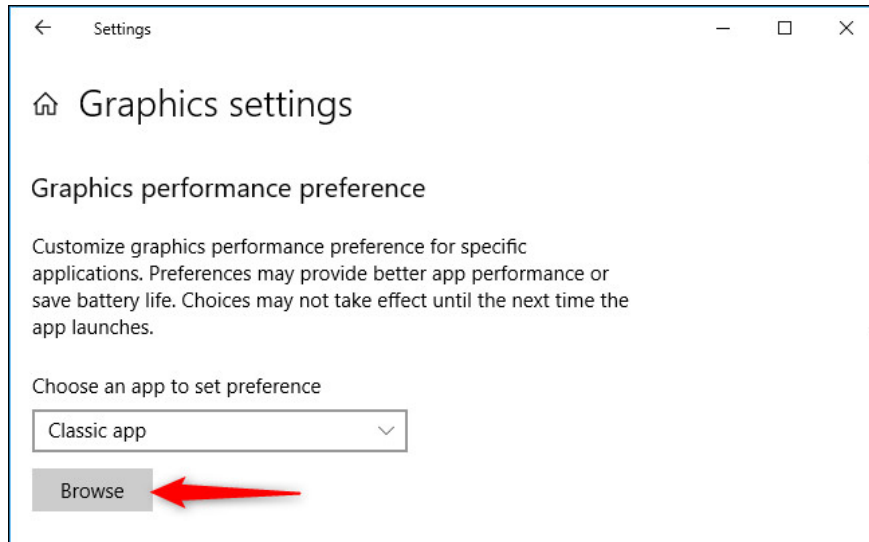 Settings
Graphics settings
Graphics performance preference
Customize graphics performance preference for specific
applications. Preferences may provide better app performance or
save battery life. Choices may not take effect until the next time the
app launches.
Choose an app to set preference
Classic app
Browse